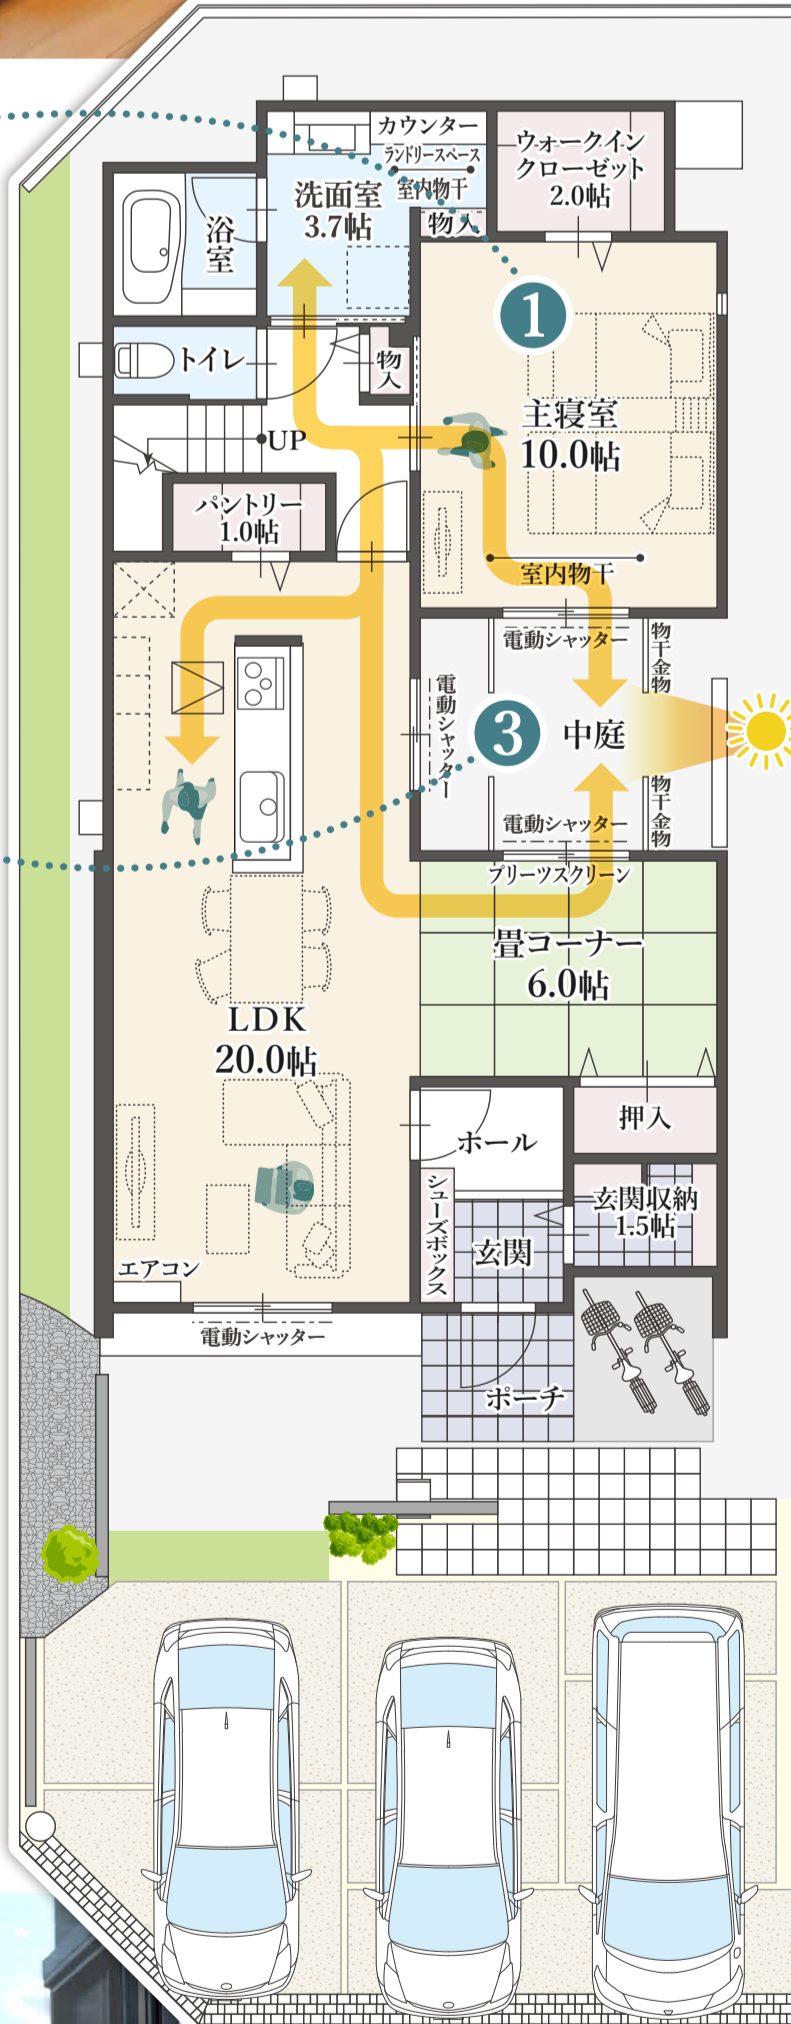 カウンター
ランドリースペース
室内物干
洗面室
3.7帖
物入
ウォークイン
クローゼット
2.0帖
浴室
1
トイレ
物入
主寝室
10.0帖
UP
パントリー
1.0帖
室内物干
電動シャッター
物干金物
電動シャッター
3
中庭
物干金物
電動シャッター
プリーツスクリーン
畳コーナー
6.0帖
LDK
20.0帖
押入
ホール
シューズボックス
玄関収納
1.5帖
玄関
エアコン
電動シャッター
ポーチ